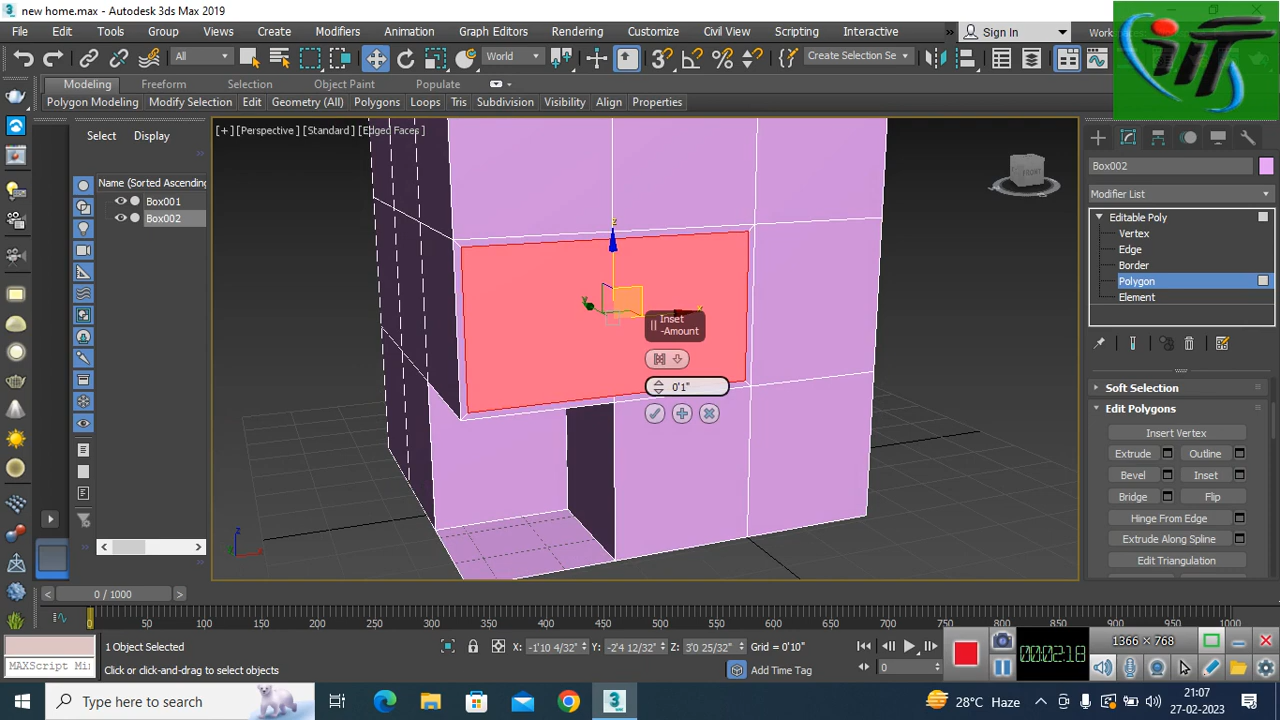 new home.max - Autodesk 3ds Max 2019
File Edit Tools Group Views Create Modifiers Animation Graph Editors Rendering Customize Civil View Scripting Interactive Sign In
All World Create Selection Se
Modeling Freeform Selection Object Paint Populate
Polygon Modeling Modify Selection Edit Geometry (All) Polygons Loops Tris Subdivision Visibility Align Properties
[+] [Perspective] [Standard] [Edged Faces]
Select Display
Name (Sorted Ascending
Box001
Box002
FRONT
z
y
x
Inset
-Amount
0'1"
z
x
Box002
Modifier List
Editable Poly
Vertex
Edge
Border
Polygon
Element
Soft Selection
Edit Polygons
Insert Vertex
Extrude Outline
Bevel Inset
Bridge Flip
Hinge From Edge
Extrude Along Spline
Edit Triangulation
0 / 1000
0 50 100 150 200 250 300 350 400 450 500 550 600 650 700 750 800 850 900 950 1000
1 Object Selected
X: -1'10 4/32" Y: -2'4 12/32" Z: 3'0 25/32" Grid = 0'10"
MAXScript Mi
Click or click-and-drag to select objects
Add Time Tag
0
00:02:18
1366 × 768
Type here to search
28°C Haze
21:07
27-02-2023
iiTS